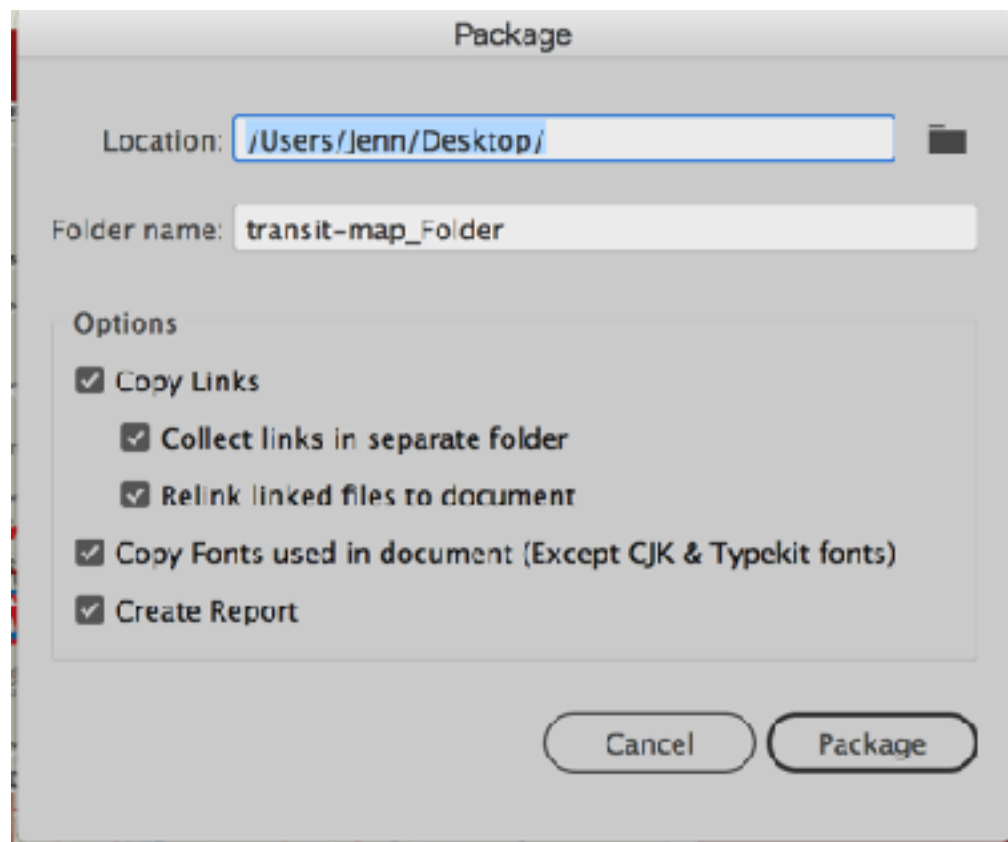 Package
Location: /Users/Jenn/Desktop/
Folder name: transit-map_Folder
Options
Copy Links
Collect links in separate folder
Relink linked files to document
Copy Fonts used in document (Except CJK & Typekit fonts)
Create Report
Cancel Package